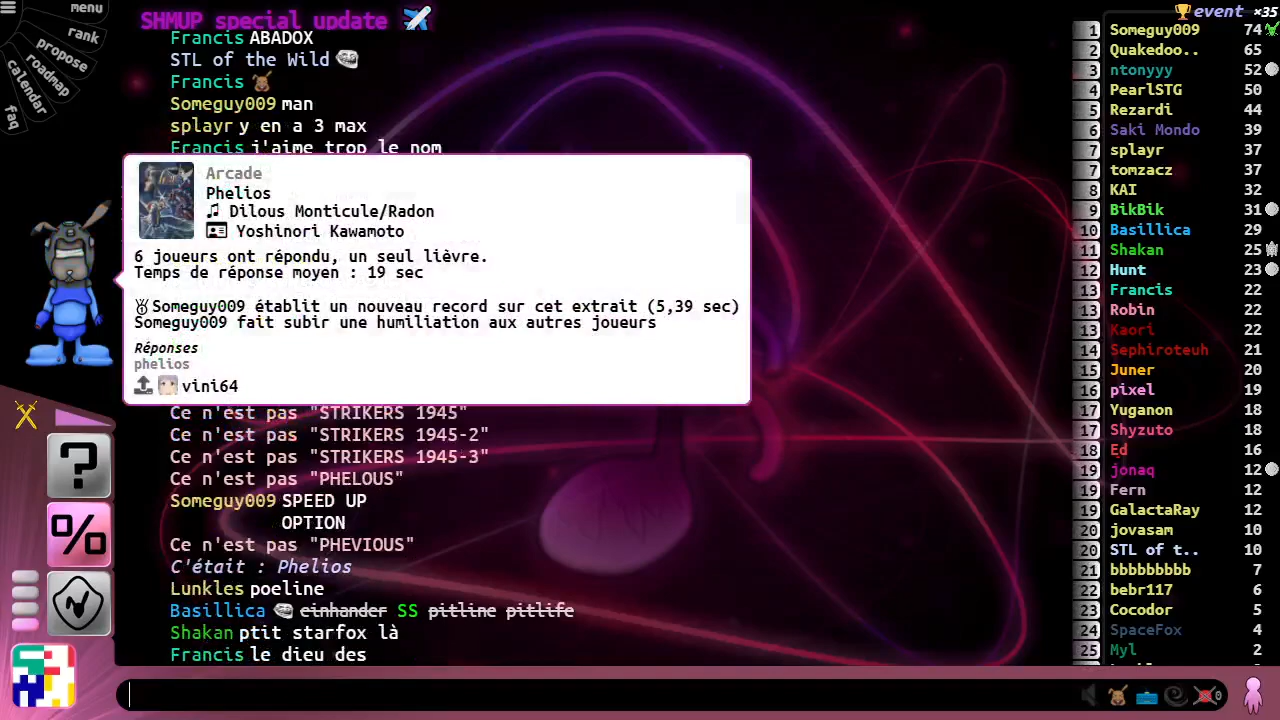 menu
rank
propose
roadmap
calendar
faq
SHMUP special update
Francis ABADOX
STL of the Wild
Francis
Someguy009 man
splayr y en a 3 max
Francis j'aime trop le nom
Arcade
Phelios
Dilous Monticule/Radon
Yoshinori Kawamoto
6 joueurs ont répondu, un seul lièvre.
Temps de réponse moyen : 19 sec
Someguy009 établit un nouveau record sur cet extrait (5,39 sec)
Someguy009 fait subir une humiliation aux autres joueurs
Réponses
phelios
vini64
Ce n'est pas "STRIKERS 1945"
Ce n'est pas "STRIKERS 1945-2"
Ce n'est pas "STRIKERS 1945-3"
Ce n'est pas "PHELOUS"
Someguy009 SPEED UP
OPTION
Ce n'est pas "PHEVIOUS"
C'était : Phelios
Lunkles poeline
Basillica einhander SS pitline pitlife
Shakan ptit starfox là
Francis le dieu des
?
%
0
event ×35
1 Someguy009 74
2 Quakedoo.. 65
3 ntonyyy 52
4 PearlSTG 50
5 Rezardi 44
6 Saki Mondo 39
7 splayr 37
7 tomzacz 37
8 KAI 32
9 BikBik 31
10 Basillica 29
11 Shakan 25
12 Hunt 23
13 Francis 22
13 Robin 22
13 Kaori 22
14 Sephiroteuh 21
15 Juner 20
16 pixel 19
17 Yuganon 18
17 Shyzuto 18
18 Ed 16
19 jonaq 12
19 Fern 12
19 GalactaRay 12
20 jovasam 10
20 STL of t.. 10
21 bbbbbbbbb 7
22 bebr117 6
23 Cocodor 5
24 SpaceFox 4
25 Myl 2